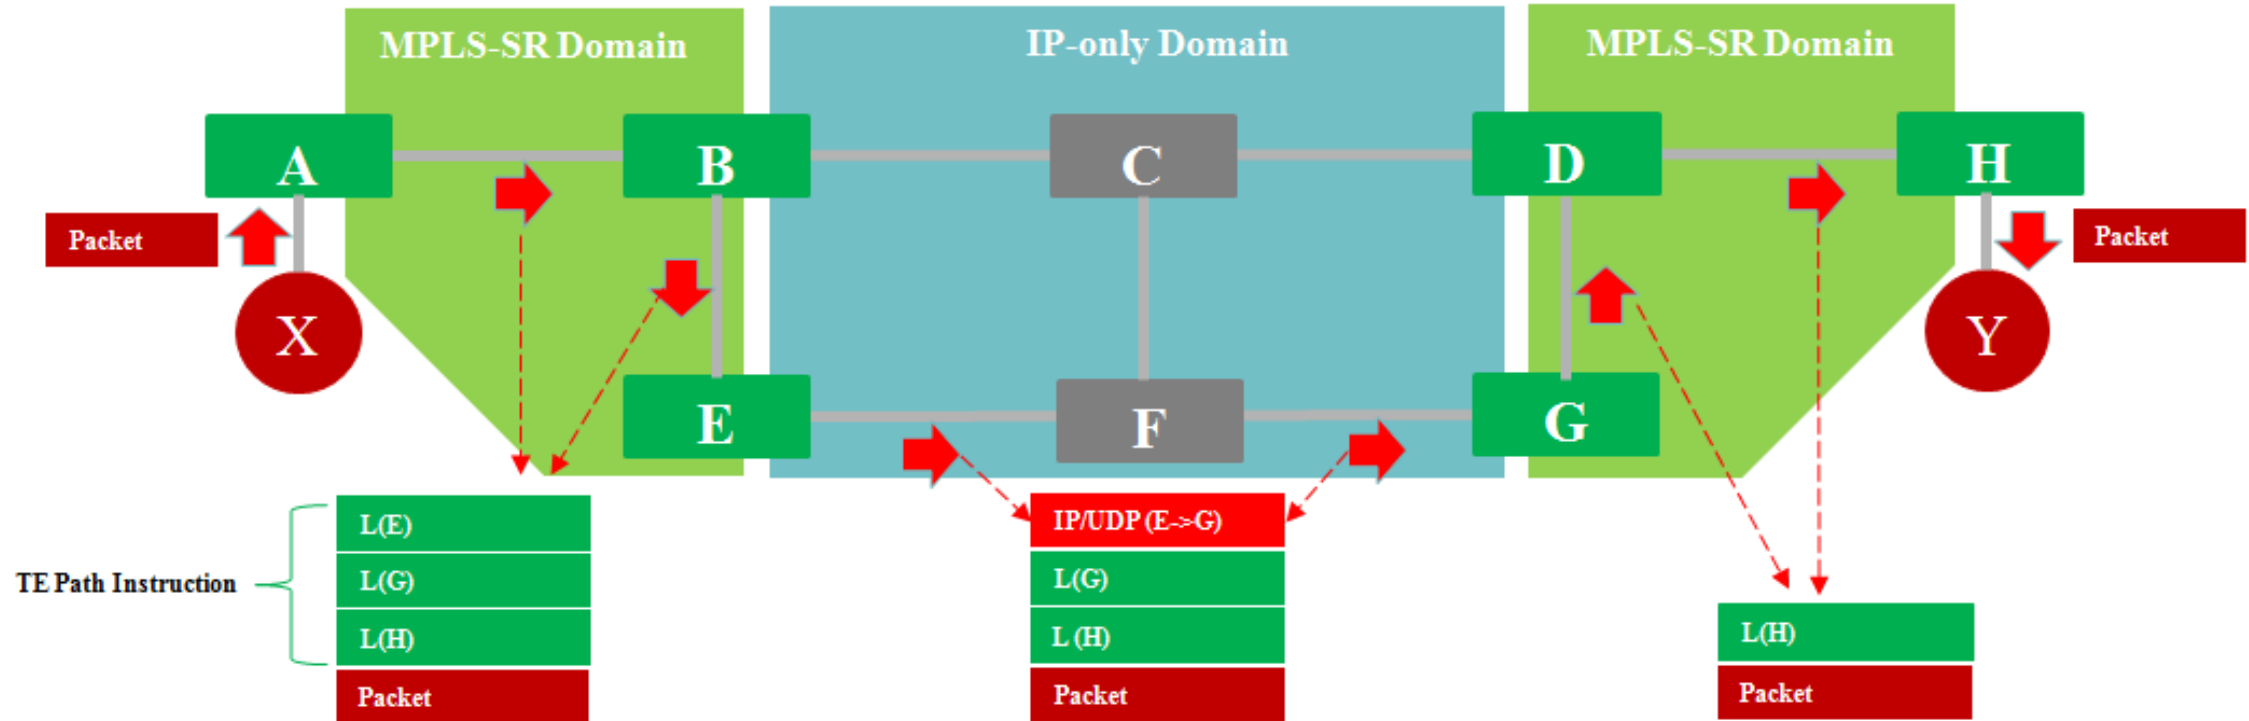 MPLS-SR Domain
IP-only Domain
MPLS-SR Domain
A
B
C
D
H
Packet
Packet
X
Y
E
F
G
L(E)
L(G)
L(H)
Packet
TE Path Instruction
IP/UDP (E->G)
L(G)
L (H)
Packet
L(H)
Packet